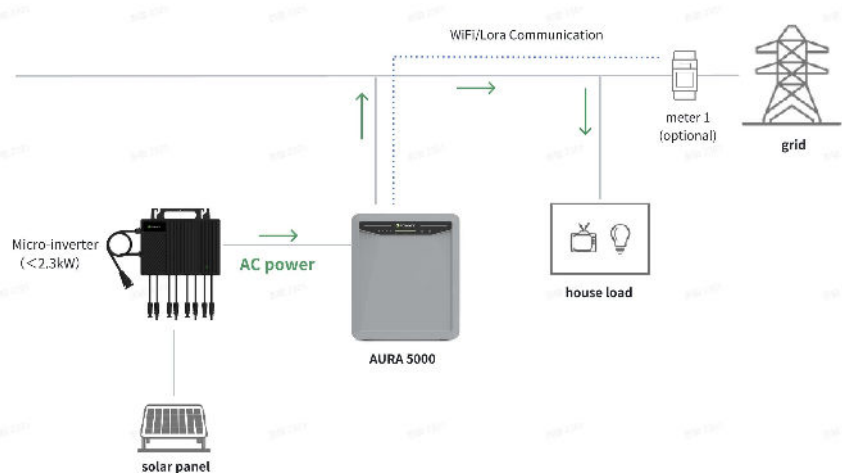 WiFi/Lora Communication
meter 1
(optional)
grid
Micro-inverter
(<2.3kW)
AC power
house load
AURA 5000
solar panel